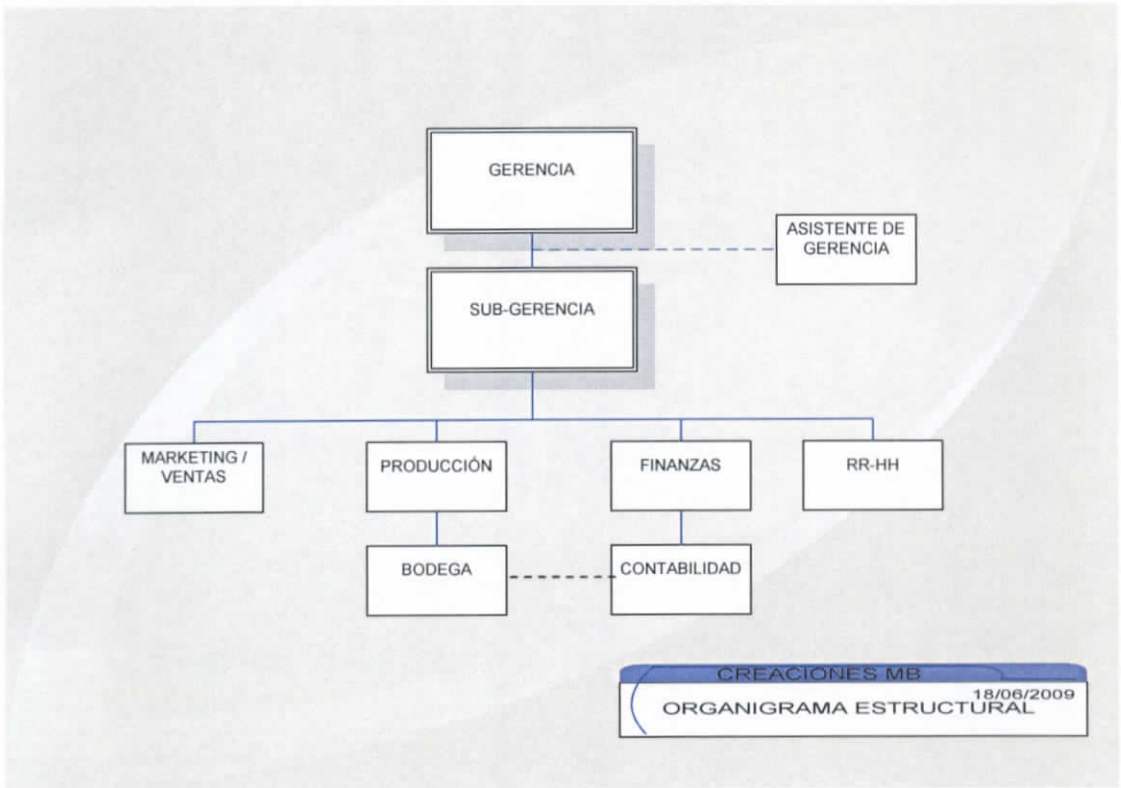 GERENCIA
ASISTENTE DE
GERENCIA
SUB-GERENCIA
MARKETING /
VENTAS
PRODUCCIÓN
FINANZAS
RR-HH
BODEGA
CONTABILIDAD
CREACIONES MB
18/06/2009
ORGANIGRAMA ESTRUCTURAL